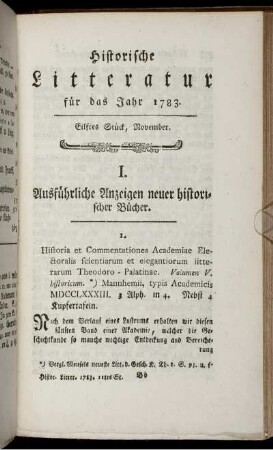 Historische
Litteratur
für das Jahr 1783.
Eilftes Stück, November.
I.
Ausführliche Anzeigen neuer histori-
scher Bücher.
1.
Historia et Commentationes Academiae Ele-
ctoralis scientiarum et elegantiorum litte-
rarum Theodoro-Palatinae. Volumen V.
historicum. *) Mannhemii, typis Academicis
MDCCLXXXIII. 3 Alph. in 4. Nebst 4
Kupfertafeln.
Nach dem Verlauf eines Lustrums erhalten wir diesen
fünften Band einer Akademie, welcher die Ge-
schichtkunde so manche wichtige Entdeckung und Bereiche-
rung
*) Vergl. Meusels neueste Litt. d. Gesch. K. Th. 2. S. 91. u. f.
Histor. Litter. 1783. 11tes St.